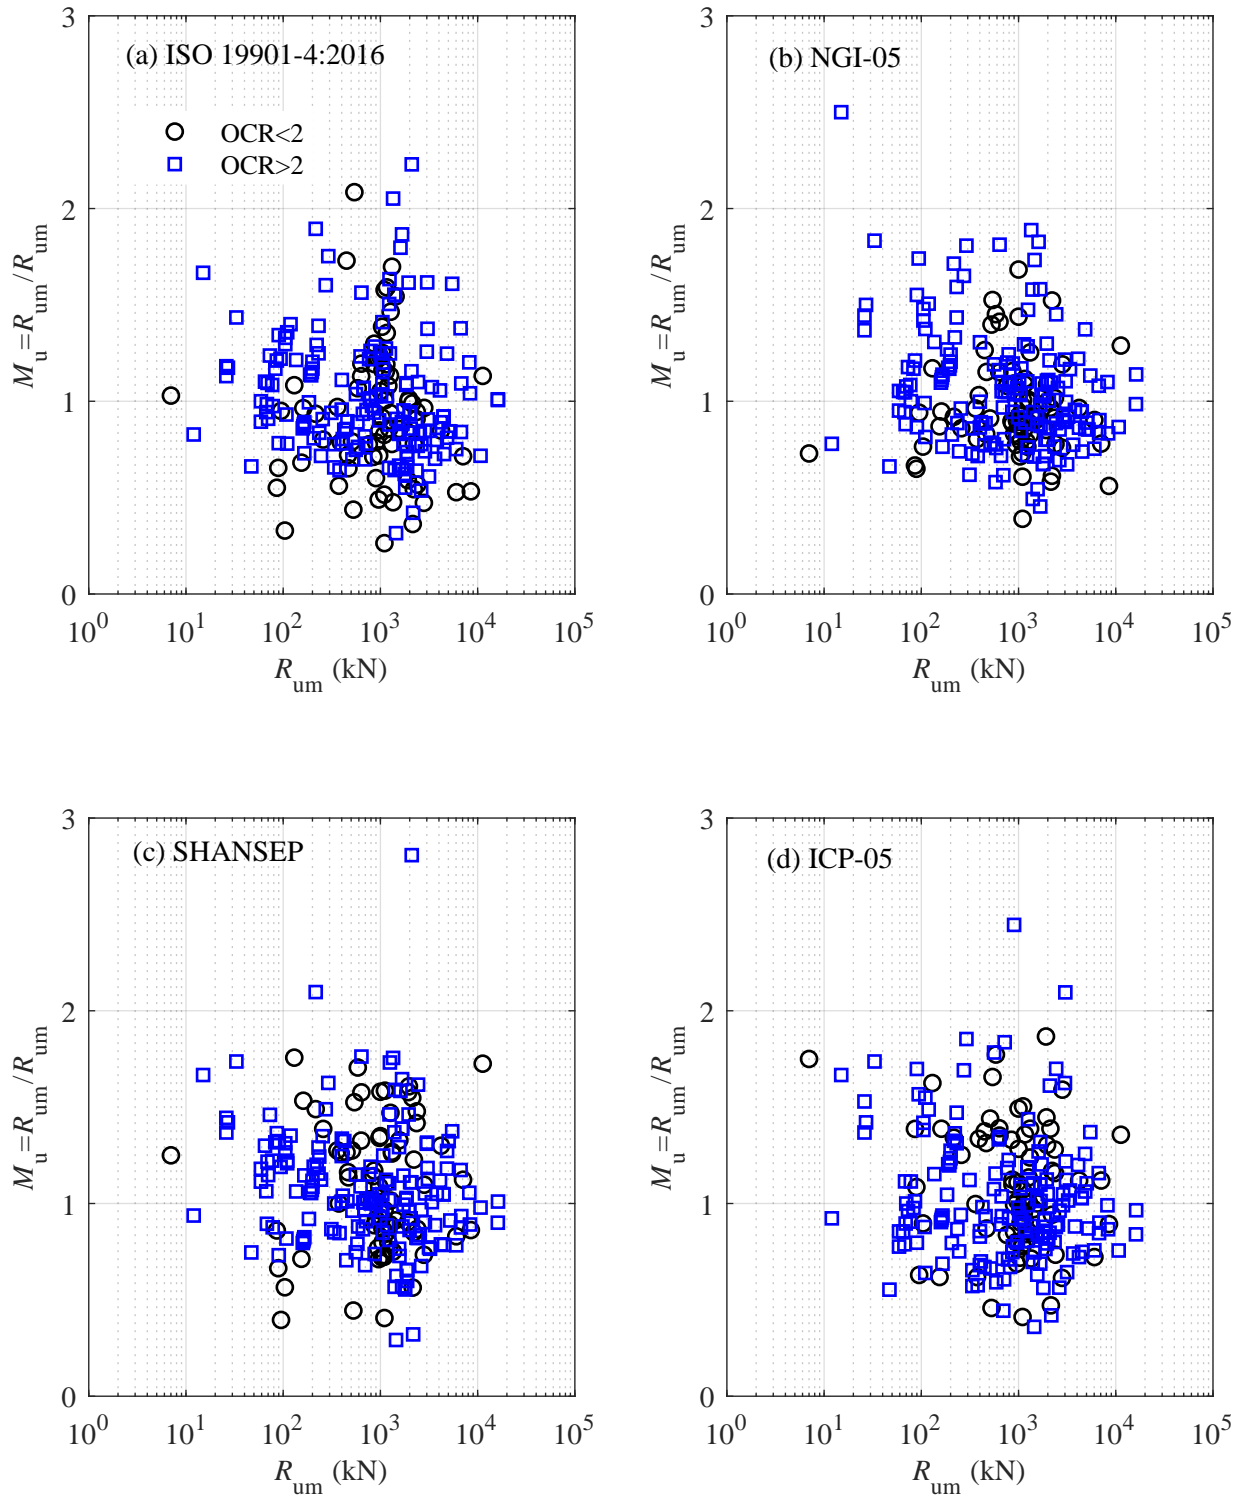 (a) ISO 19901-4:2016
OCR<2
OCR>2
3
2
1
0
M_u=R_um/R_um
10^0 10^1 10^2 10^3 10^4 10^5
R_um (kN)
(b) NGI-05
3
2
1
0
M_u=R_um/R_um
10^0 10^1 10^2 10^3 10^4 10^5
R_um (kN)
(c) SHANSEP
3
2
1
0
M_u=R_um/R_um
10^0 10^1 10^2 10^3 10^4 10^5
R_um (kN)
(d) ICP-05
3
2
1
0
M_u=R_um/R_um
10^0 10^1 10^2 10^3 10^4 10^5
R_um (kN)